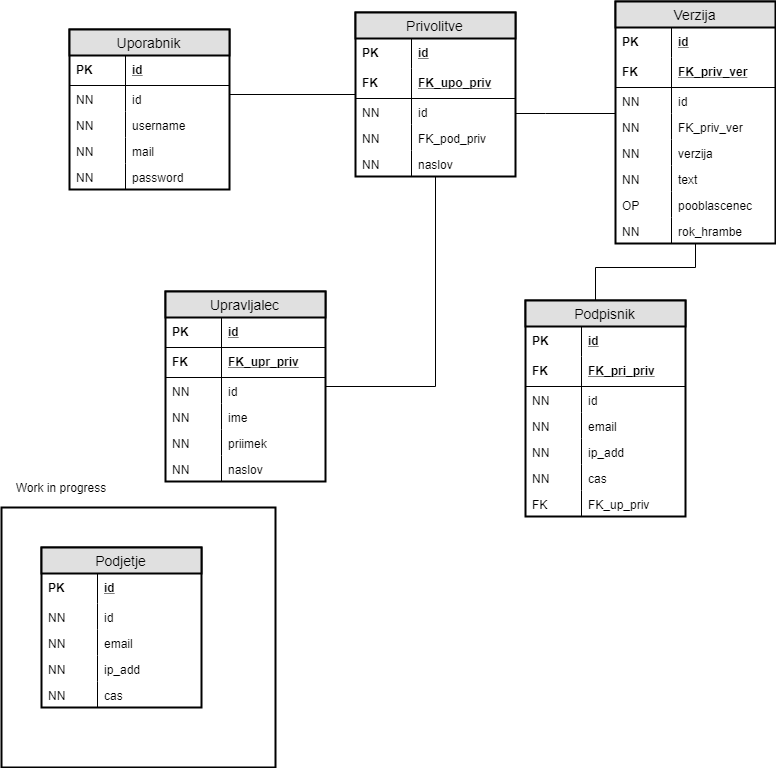 Uporabnik
PK id
NN id
NN username
NN mail
NN password
Privolitve
PK id
FK FK_upo_priv
NN id
NN FK_pod_priv
NN naslov
Verzija
PK id
FK FK_priv_ver
NN id
NN FK_priv_ver
NN verzija
NN text
OP pooblascenec
NN rok_hrambe
Upravljalec
PK id
FK FK_upr_priv
NN id
NN ime
NN priimek
NN naslov
Podpisnik
PK id
FK FK_pri_priv
NN id
NN email
NN ip_add
NN cas
FK FK_up_priv
Work in progress
Podjetje
PK id
NN id
NN email
NN ip_add
NN cas